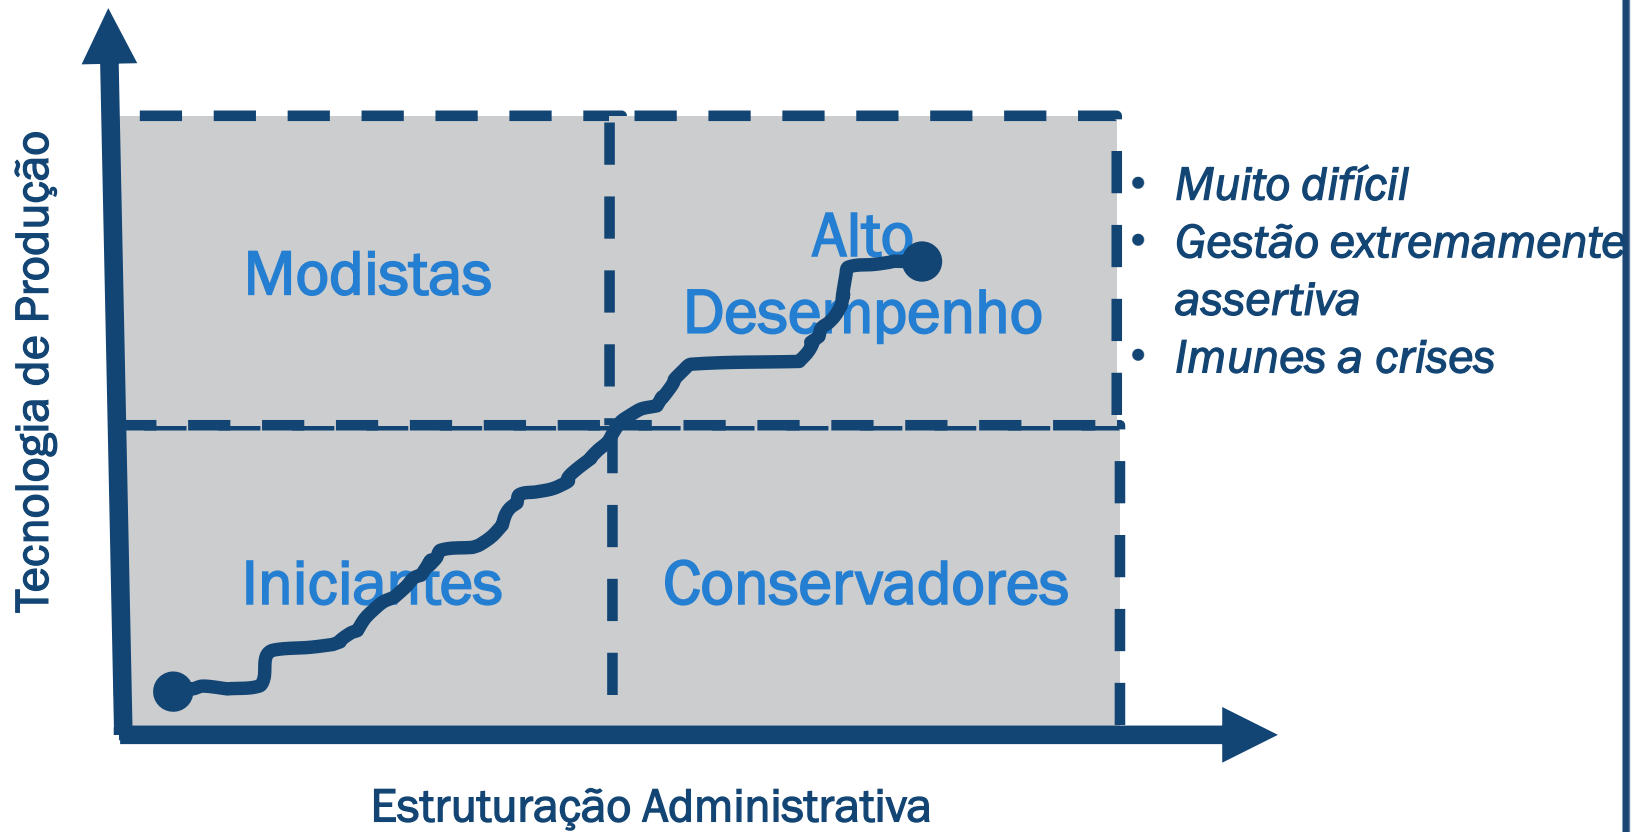 Tecnologia de Produção
Modistas
Alto
Desempenho
Iniciantes
Conservadores
• Muito difícil
• Gestão extremamente
assertiva
• Imunes a crises
Estruturação Administrativa